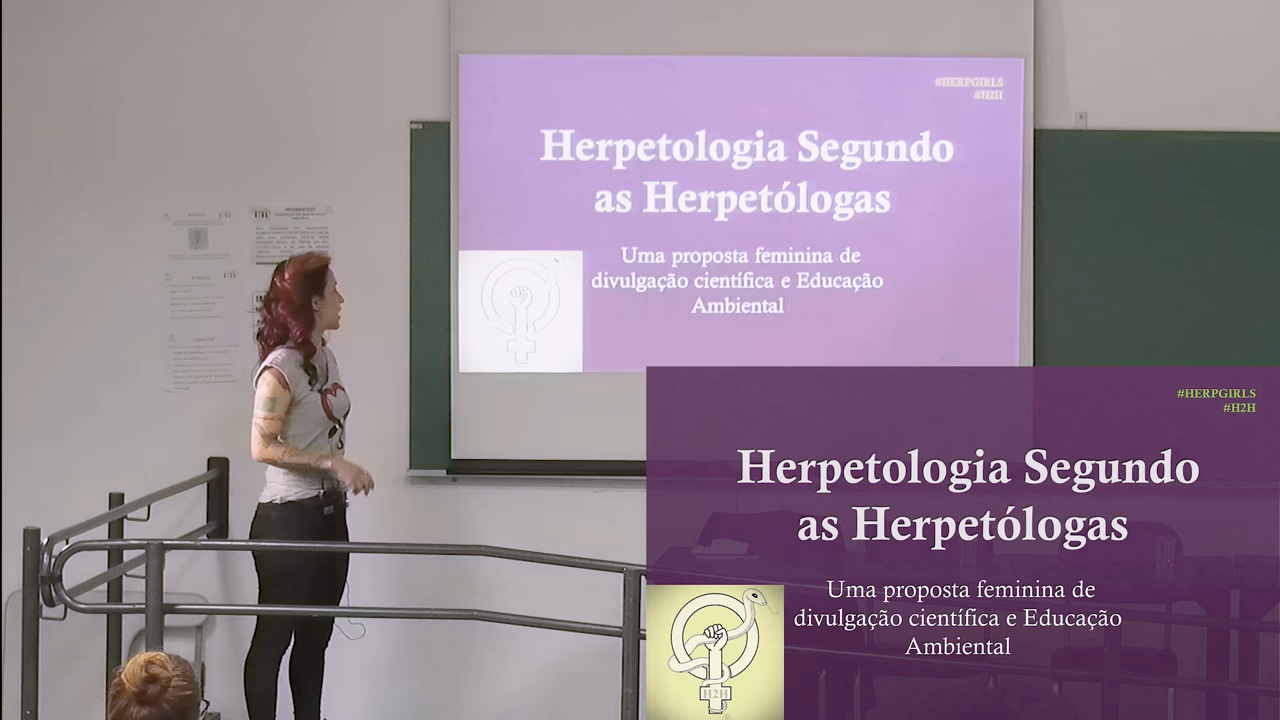 #HERPGIRLS
#H2H
Herpetologia Segundo
as Herpetólogas
Uma proposta feminina de
divulgação científica e Educação
Ambiental
INFORMATIVO
#HERPGIRLS
#H2H
Herpetologia Segundo
as Herpetólogas
Uma proposta feminina de
divulgação científica e Educação
Ambiental
H2H